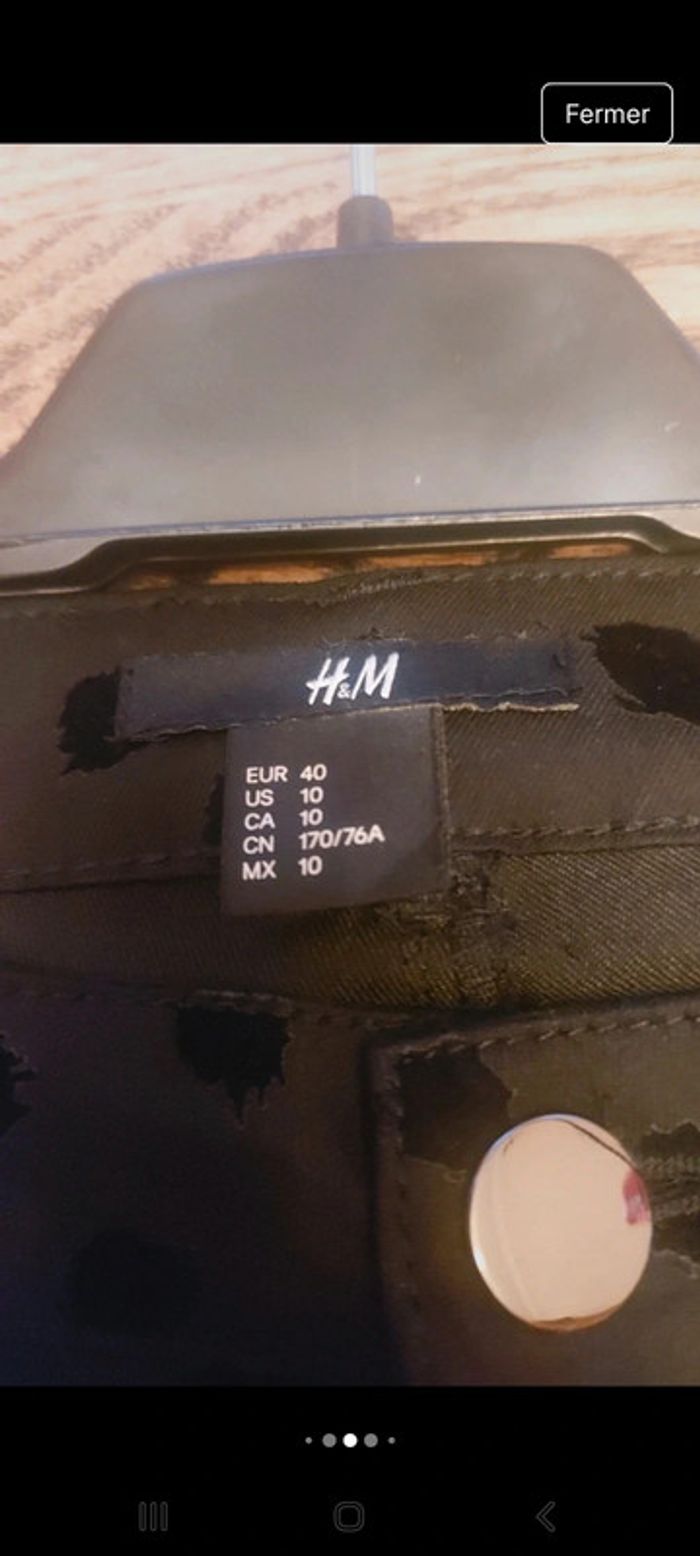 Fermer
H&M
EUR 40
US 10
CA 10
CN 170/76A
MX 10